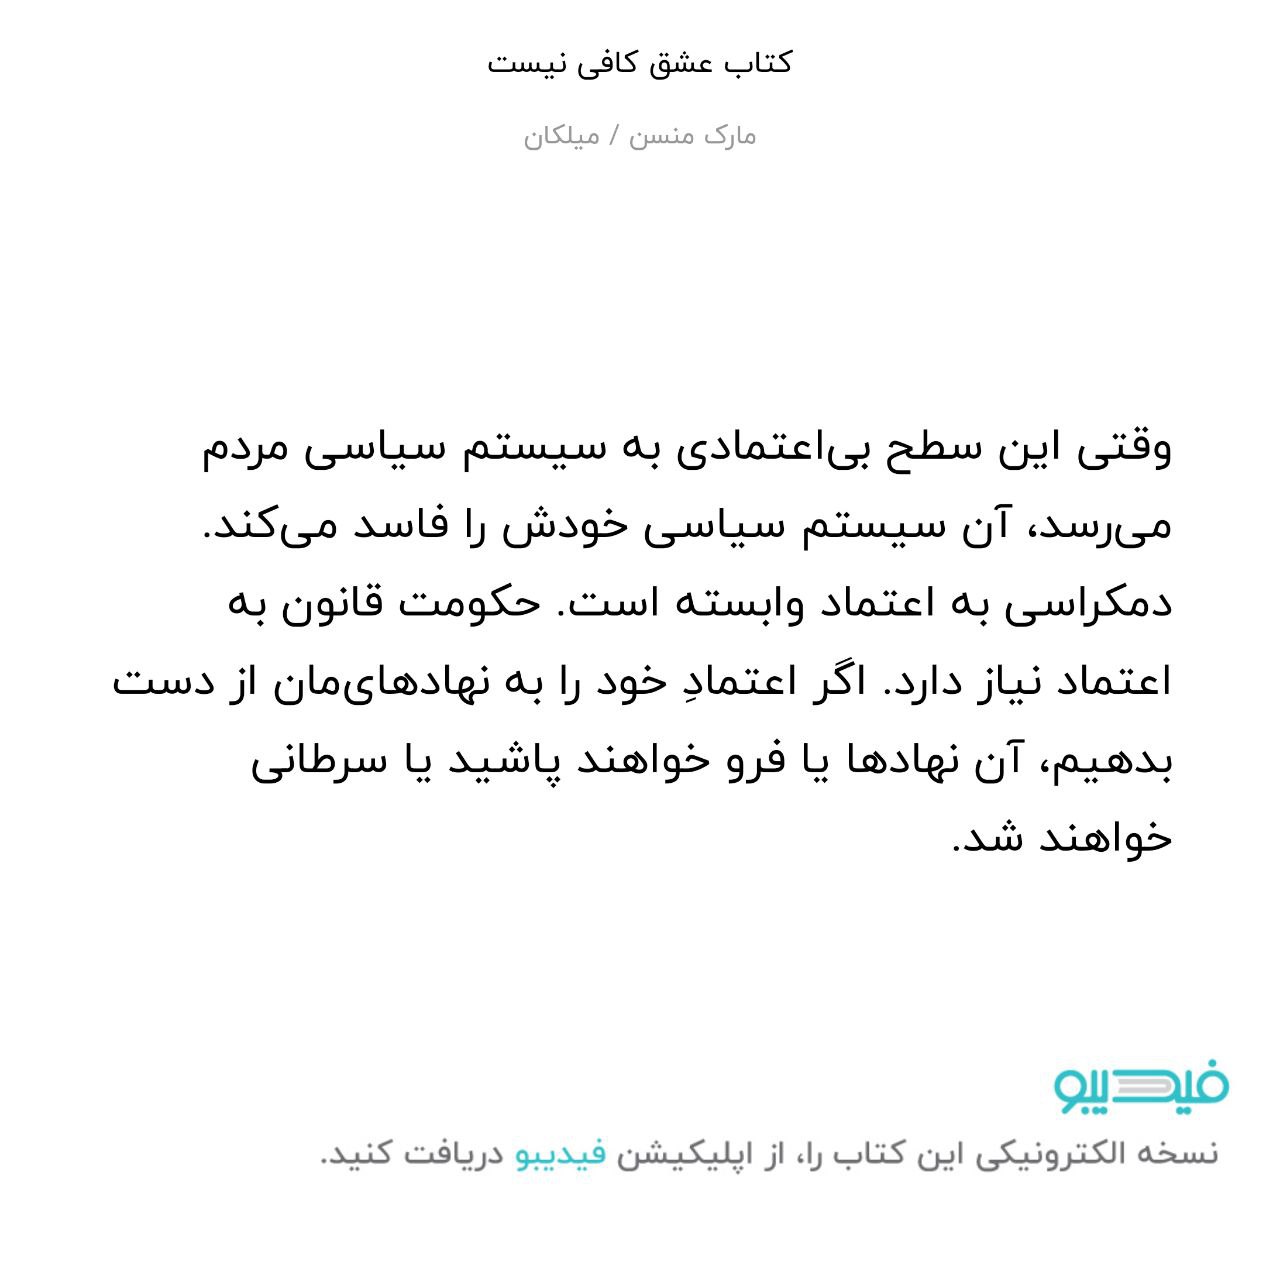 کتاب عشق کافی نیست
مارک منسن / میلکان
وقتی این سطح بی‌اعتمادی به سیستم سیاسی مردم
می‌رسد، آن سیستم سیاسی خودش را فاسد می‌کند.
دمکراسی به اعتماد وابسته است. حکومت قانون به
اعتماد نیاز دارد. اگر اعتمادِ خود را به نهادهای‌مان از دست
بدهیم، آن نهادها یا فرو خواهند پاشید یا سرطانی
خواهند شد.
فیدیبو
نسخه الکترونیکی این کتاب را، از اپلیکیشن فیدیبو دریافت کنید.